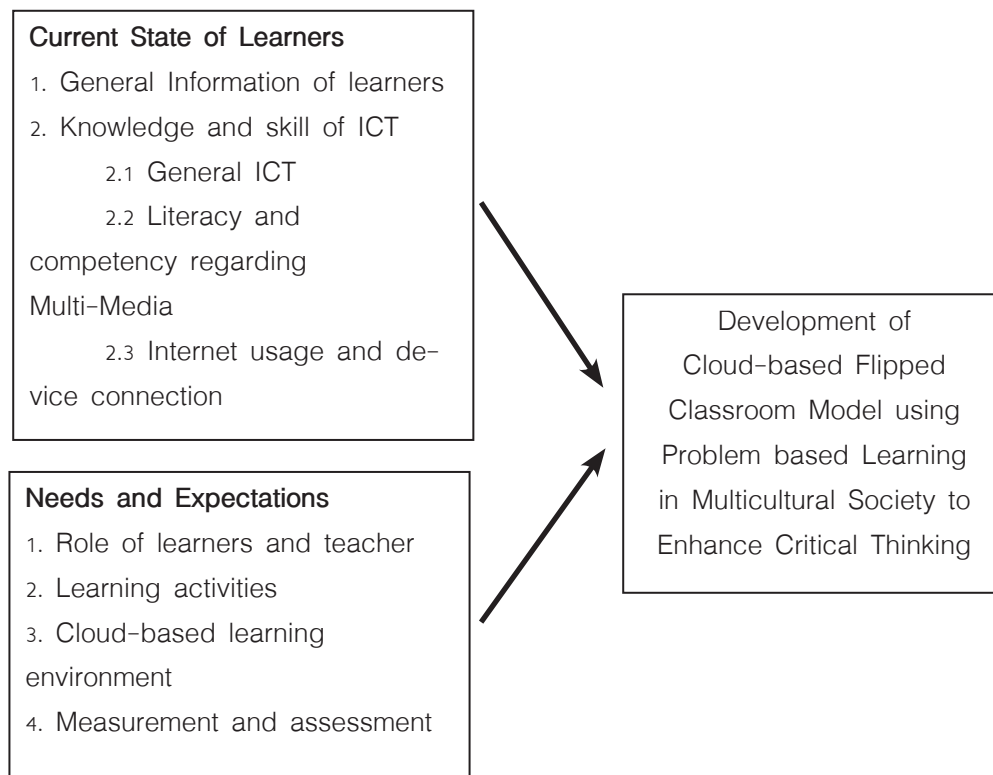 Current State of Learners
1. General Information of learners
2. Knowledge and skill of ICT
2.1 General ICT
2.2 Literacy and
competency regarding
Multi-Media
2.3 Internet usage and de-
vice connection
Needs and Expectations
1. Role of learners and teacher
2. Learning activities
3. Cloud-based learning
environment
4. Measurement and assessment
Development of
Cloud-based Flipped
Classroom Model using
Problem based Learning
in Multicultural Society to
Enhance Critical Thinking